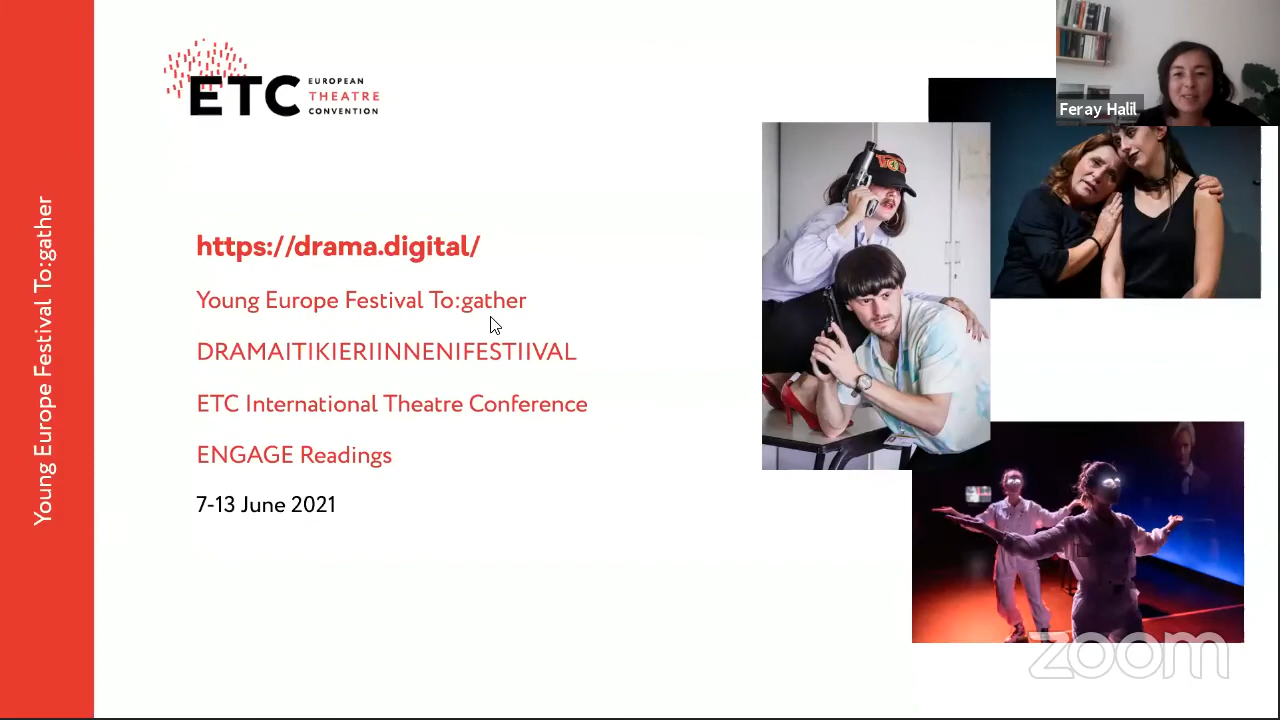 Young Europe Festival To:gather
ETC
EUROPEAN
THEATRE
CONVENTION
Feray Halil
https://drama.digital/
Young Europe Festival To:gather
DRAMAITIKIERIINNENIFESTIIVAL
ETC International Theatre Conference
ENGAGE Readings
7-13 June 2021
zoom